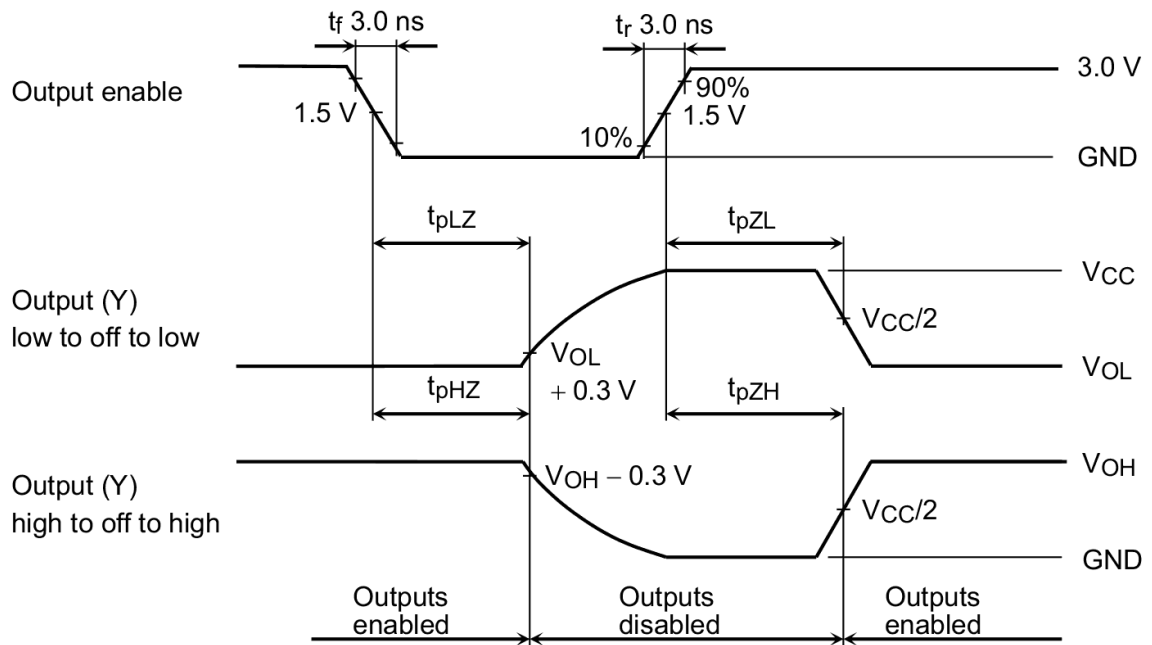 tf 3.0 ns
tr 3.0 ns
Output enable
3.0 V
90%
1.5 V
1.5 V
10%
GND
tpLZ
tpZL
VCC
Output (Y)
low to off to low
VCC/2
VOL
+ 0.3 V
VOL
tpHZ
tpZH
Output (Y)
high to off to high
VOH − 0.3 V
VOH
VCC/2
GND
Outputs
enabled
Outputs
disabled
Outputs
enabled